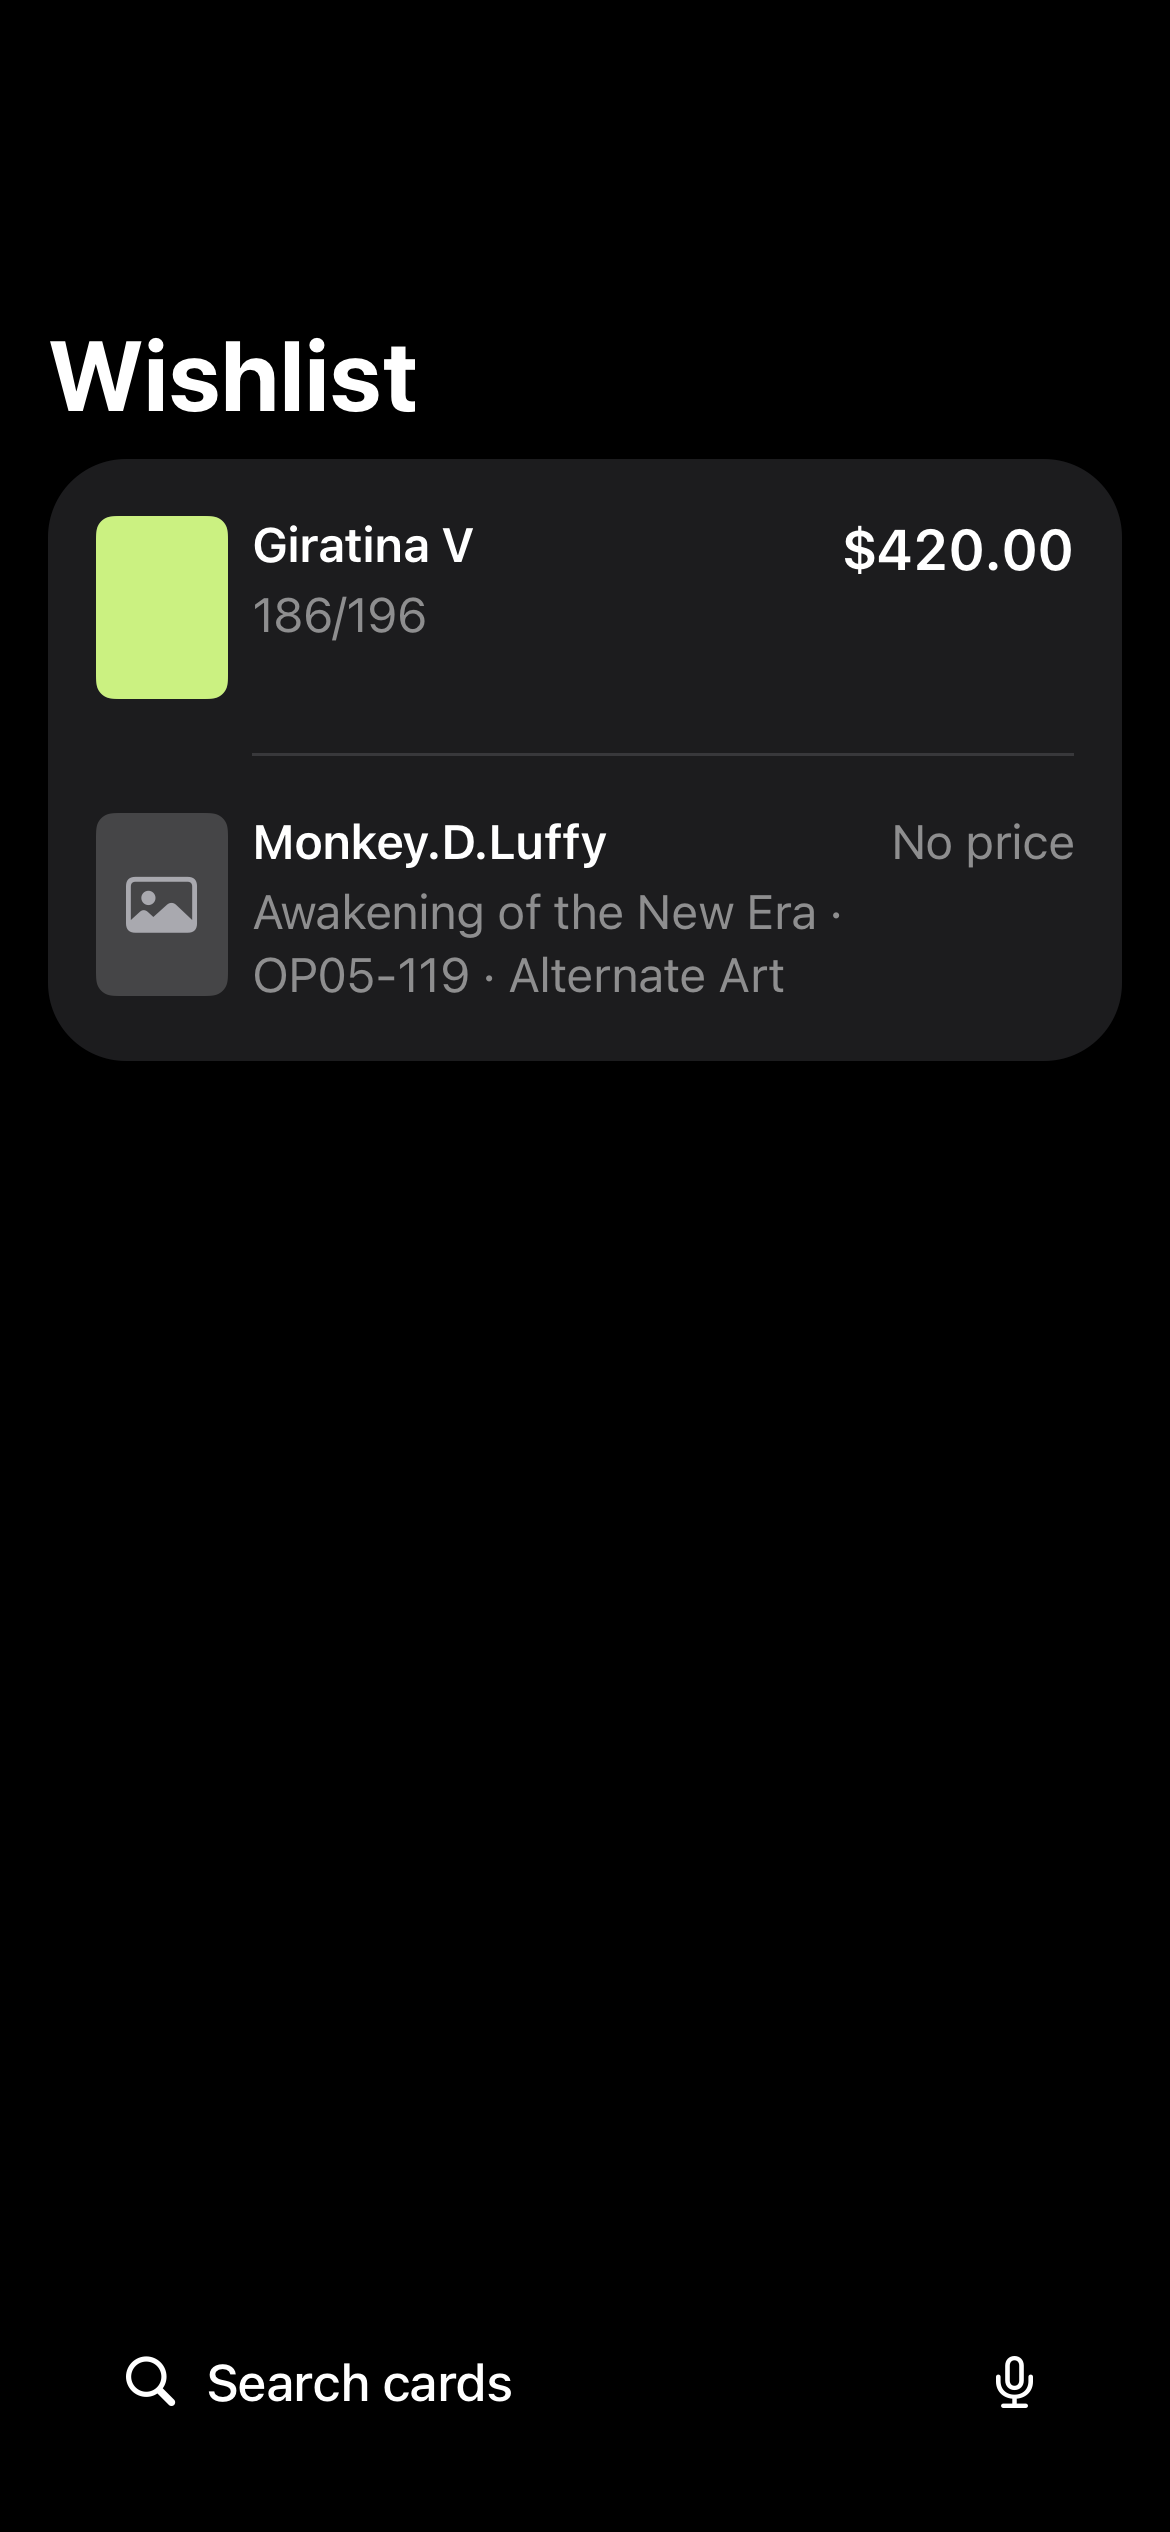 Wishlist
Giratina V
$420.00
186/196
Monkey.D.Luffy
No price
Awakening of the New Era ·
OP05-119 · Alternate Art
Search cards